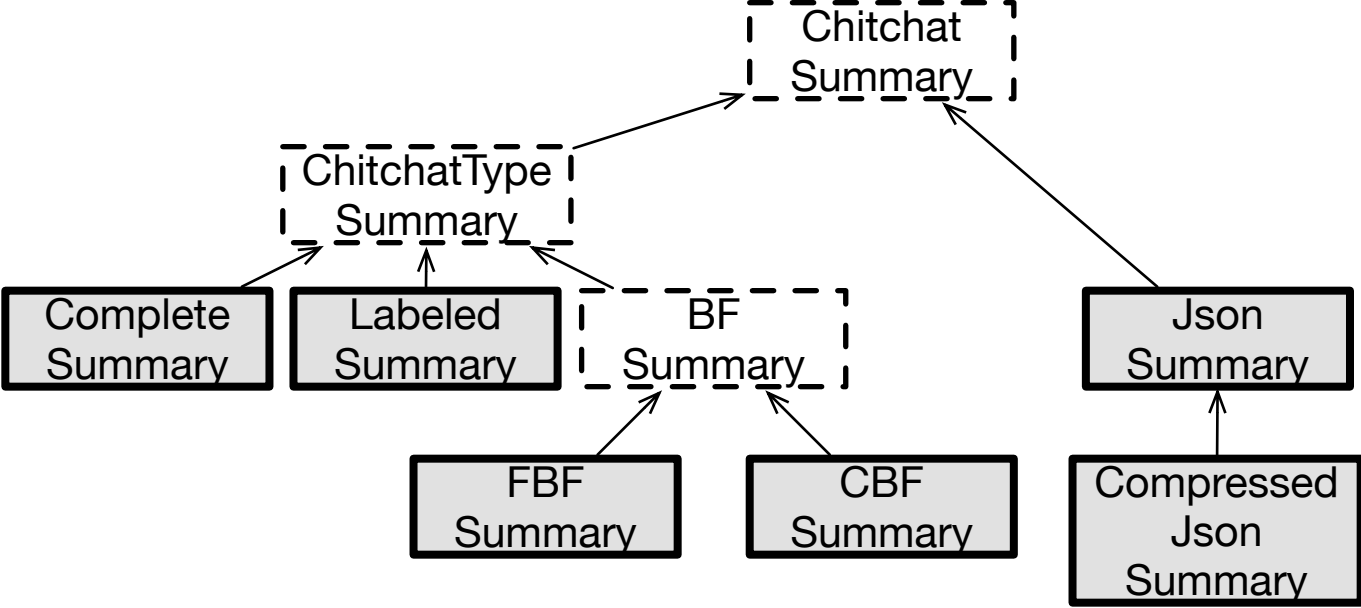 Chitchat
Summary
ChitchatType
Summary
Complete
Summary
Labeled
Summary
BF
Summary
Json
Summary
FBF
Summary
CBF
Summary
Compressed
Json
Summary